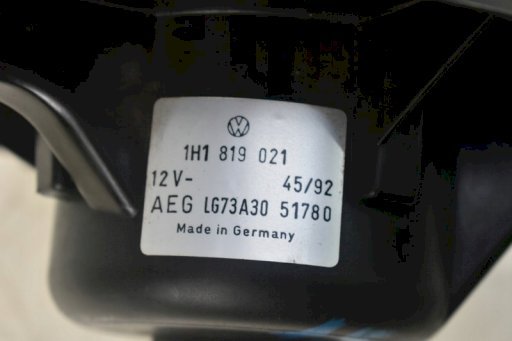 1H1 819 021
12V- 45/92
AEG LG73A30 51780
Made in Germany